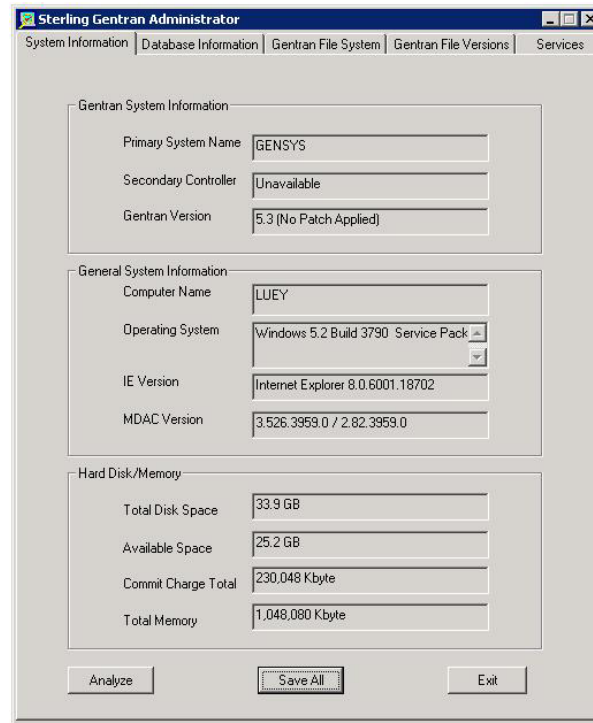 Sterling Gentran Administrator
System Information Database Information Gentran File System Gentran File Versions Services
Gentran System Information
Primary System Name GENSYS
Secondary Controller Unavailable
Gentran Version 5.3 (No Patch Applied)
General System Information
Computer Name LUEY
Operating System Windows 5.2 Build 3790 Service Pack
IE Version Internet Explorer 8.0.6001.18702
MDAC Version 3.526.3959.0 / 2.82.3959.0
Hard Disk/Memory
Total Disk Space 33.9 GB
Available Space 25.2 GB
Commit Charge Total 230,048 Kbyte
Total Memory 1,048,080 Kbyte
Analyze Save All Exit